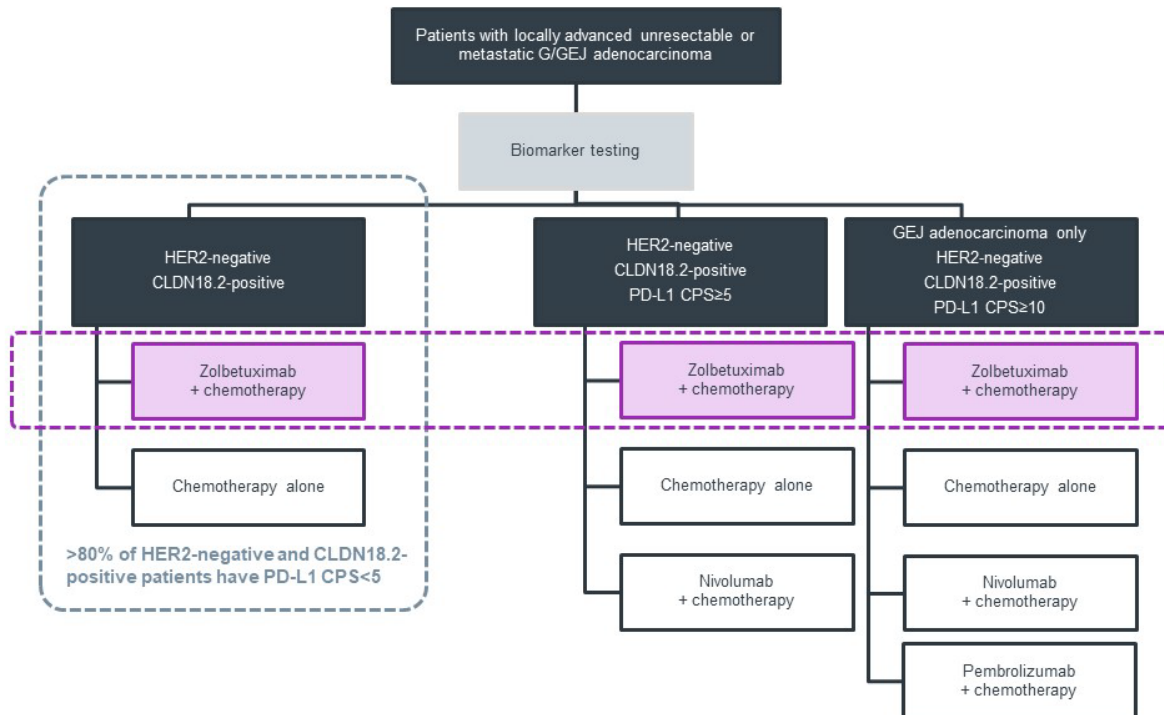 Patients with locally advanced unresectable or
metastatic G/GEJ adenocarcinoma
Biomarker testing
HER2-negative
CLDN18.2-positive
Zolbetuximab
+ chemotherapy
Chemotherapy alone
>80% of HER2-negative and CLDN18.2-
positive patients have PD-L1 CPS<5
HER2-negative
CLDN18.2-positive
PD-L1 CPS≥5
Zolbetuximab
+ chemotherapy
Chemotherapy alone
Nivolumab
+ chemotherapy
GEJ adenocarcinoma only
HER2-negative
CLDN18.2-positive
PD-L1 CPS≥10
Zolbetuximab
+ chemotherapy
Chemotherapy alone
Nivolumab
+ chemotherapy
Pembrolizumab
+ chemotherapy